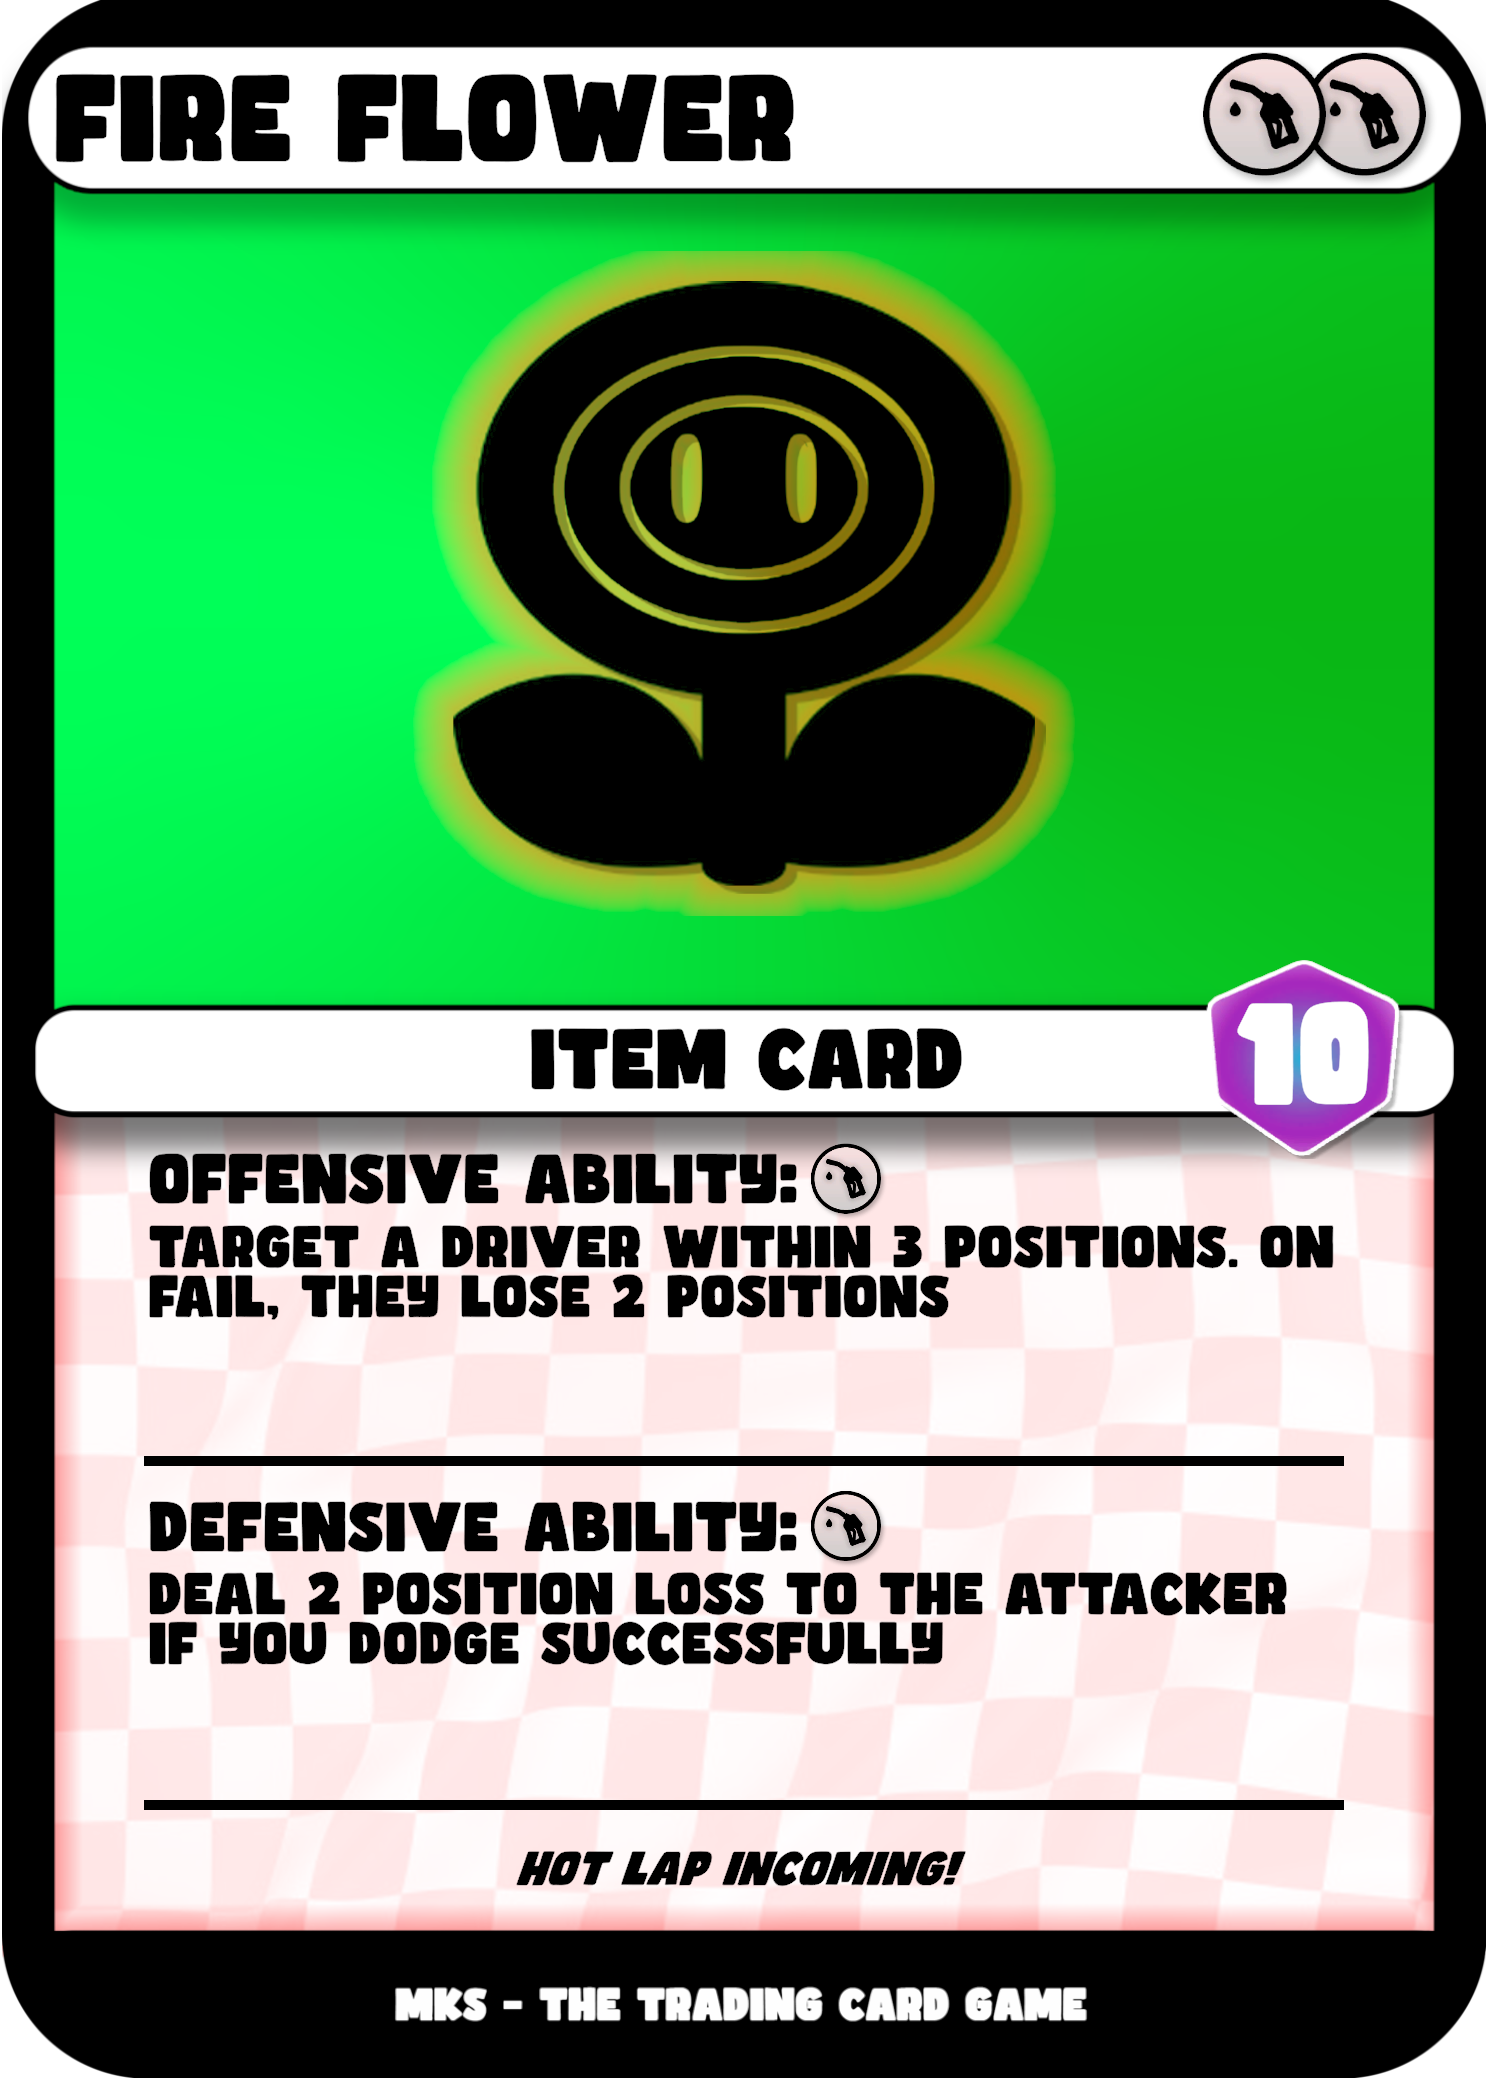 FIRE FLOWER
ITEM CARD
10
OFFENSIVE ABILITY:
TARGET A DRIVER WITHIN 3 POSITIONS. ON
FAIL, THEY LOSE 2 POSITIONS
DEFENSIVE ABILITY:
DEAL 2 POSITION LOSS TO THE ATTACKER
IF YOU DODGE SUCCESSFULLY
HOT LAP INCOMING!
MKS - THE TRADING CARD GAME